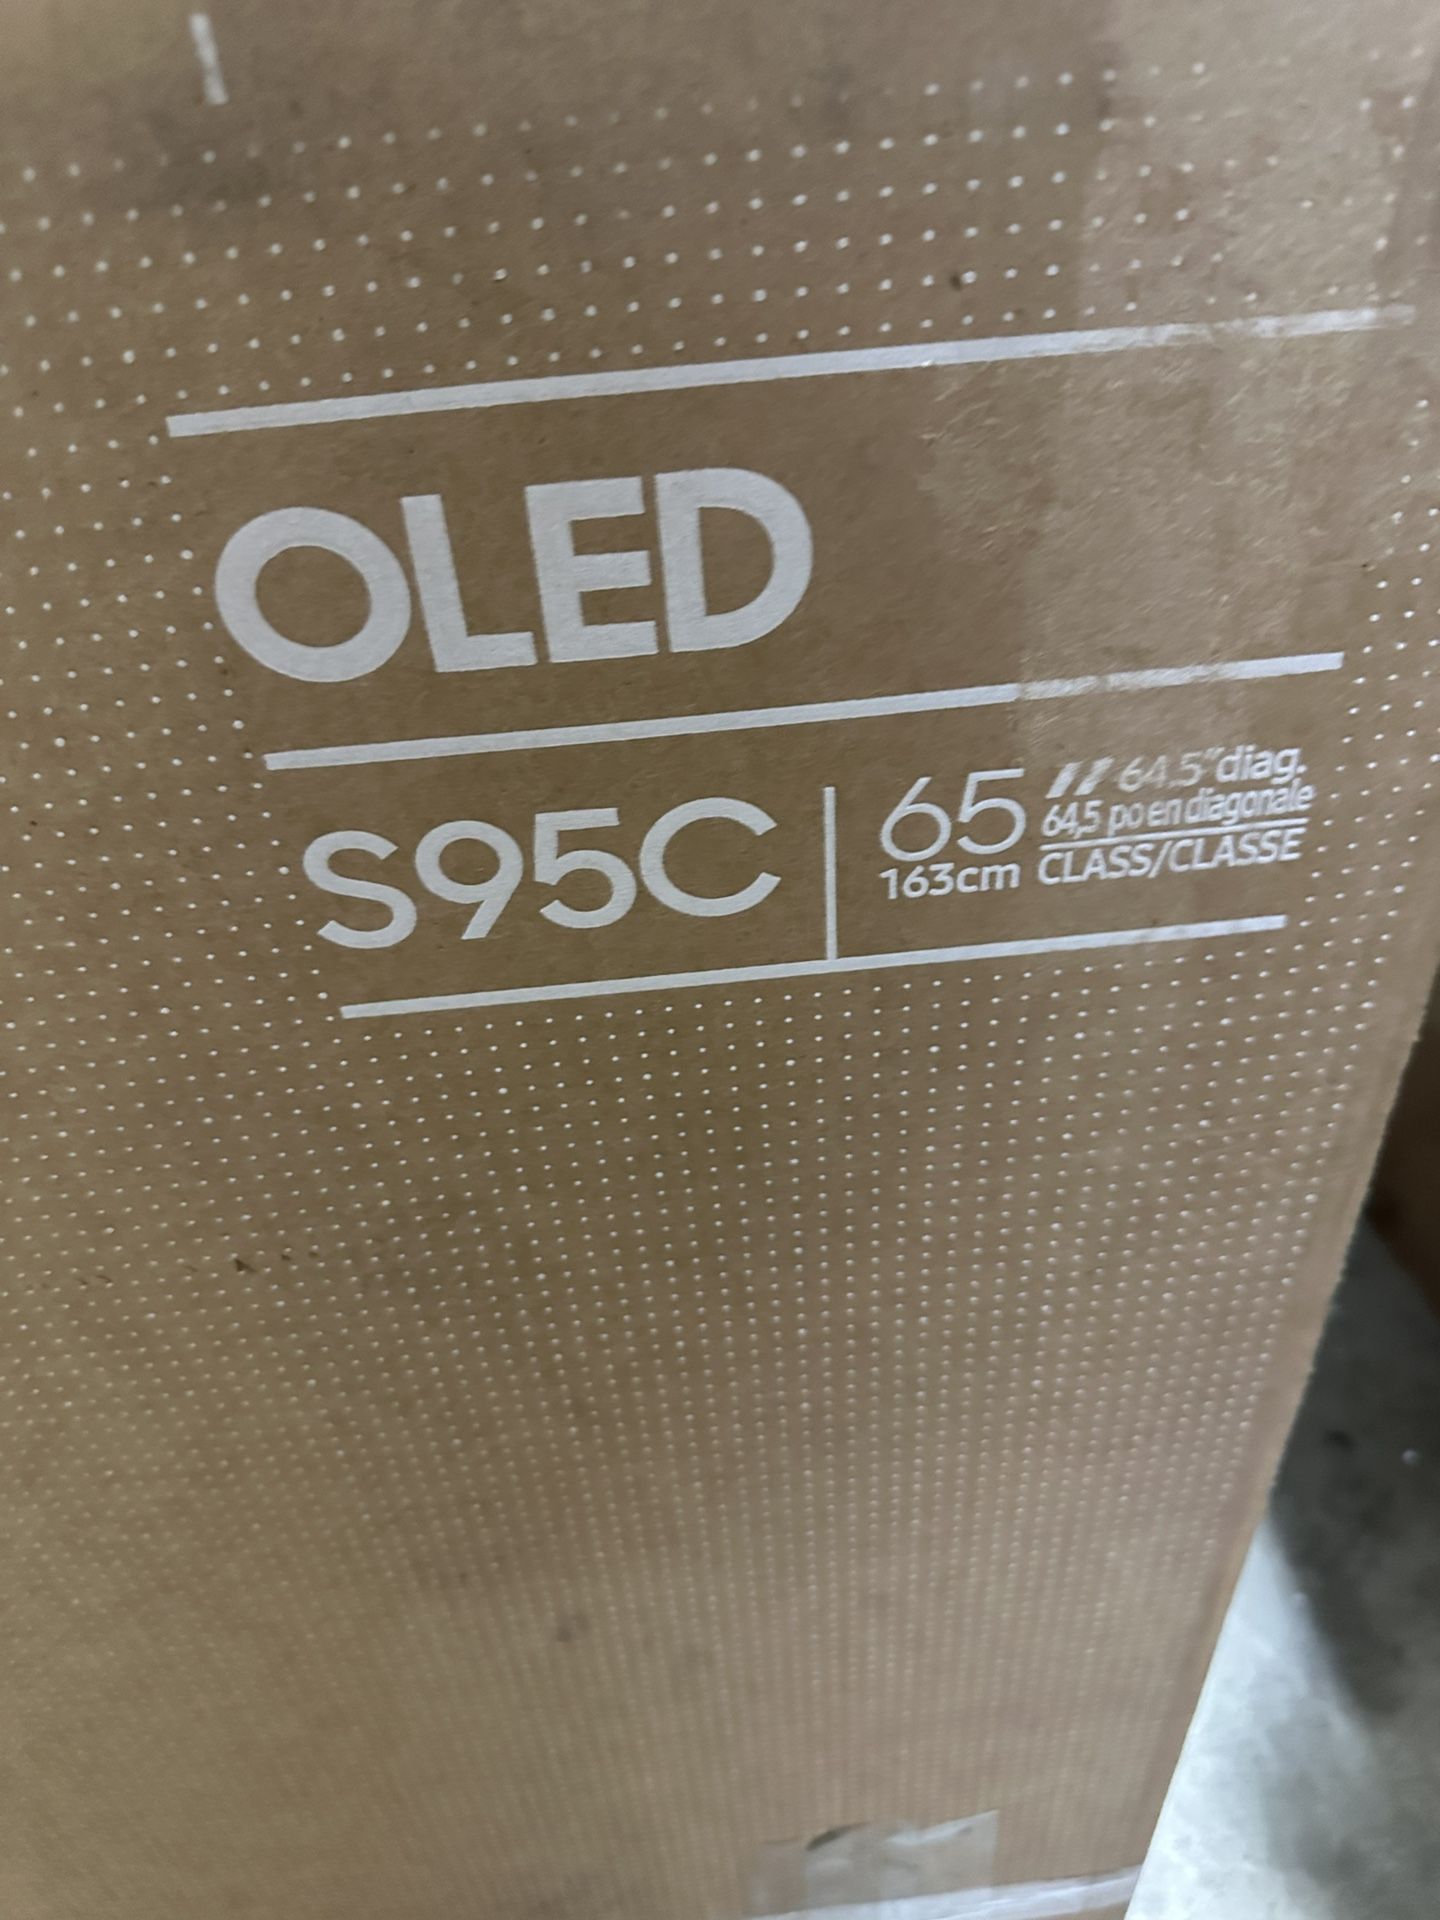 OLED
S95C
65" 64.5"diag.
64,5 po en diagonale
163cm CLASS/CLASSE